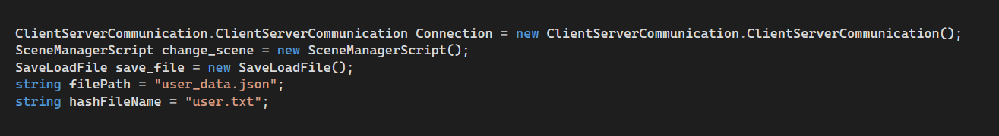 ClientServerCommunication.ClientServerCommunication Connection = new ClientServerCommunication.ClientServerCommunication();
SceneManagerScript change_scene = new SceneManagerScript();
SaveLoadFile save_file = new SaveLoadFile();
string filePath = "user_data.json";
string hashFileName = "user.txt";